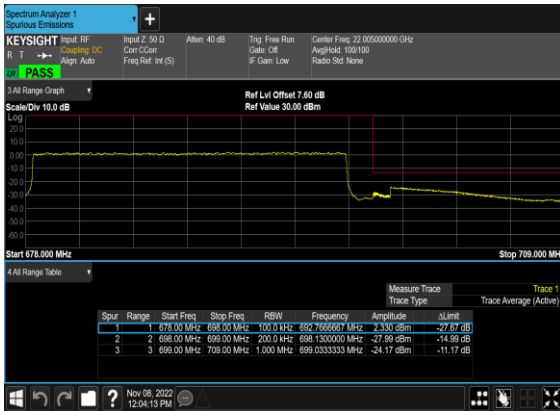 Spectrum Analyzer 1
Spurious Emissions
KEYSIGHT Input: RF Input Z: 50 Ω Atten: 40 dB Trig: Free Run Center Freq: 22.005000000 GHz
R T Coupling: DC Corr CCorr Gate: Off Avg|Hold: 100/100
Align: Auto Freq Ref: Int (S) IF Gain: Low Radio Std: None
PASS
3 All Range Graph
Ref Lvl Offset 7.60 dB
Scale/Div 10.0 dB Ref Value 30.00 dBm
Log
20.0
10.0
0.00
-10.0
-20.0
-30.0
-40.0
-50.0
-60.0
Start 678.000 MHz Stop 709.000 MH
4 All Range Table
Measure Trace Trace 1
Trace Type Trace Average (Active)
Spur Range Start Freq Stop Freq RBW Frequency Amplitude ΔLimit
1 1 678.00 MHz 698.00 MHz 100.0 kHz 692.7666667 MHz 2.330 dBm -27.67 dB
2 2 698.00 MHz 699.00 MHz 200.0 kHz 698.1300000 MHz -27.99 dBm -14.99 dB
3 3 699.00 MHz 709.00 MHz 1.000 MHz 699.0333333 MHz -24.17 dBm -11.17 dB
? Nov 08, 2022
12:04:13 PM